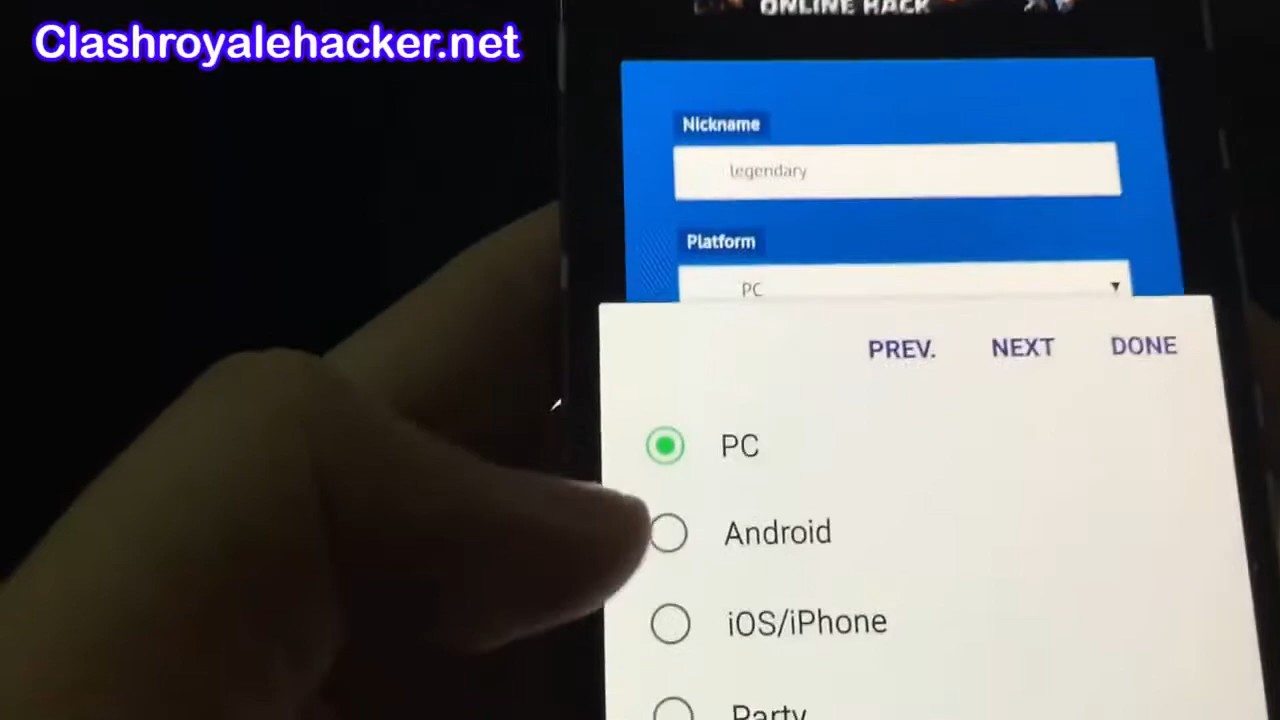 Clashroyalehacker.net
ONLINE HACK
Nickname
legendary
Platform
PC
PREV. NEXT DONE
PC
Android
iOS/iPhone
Party